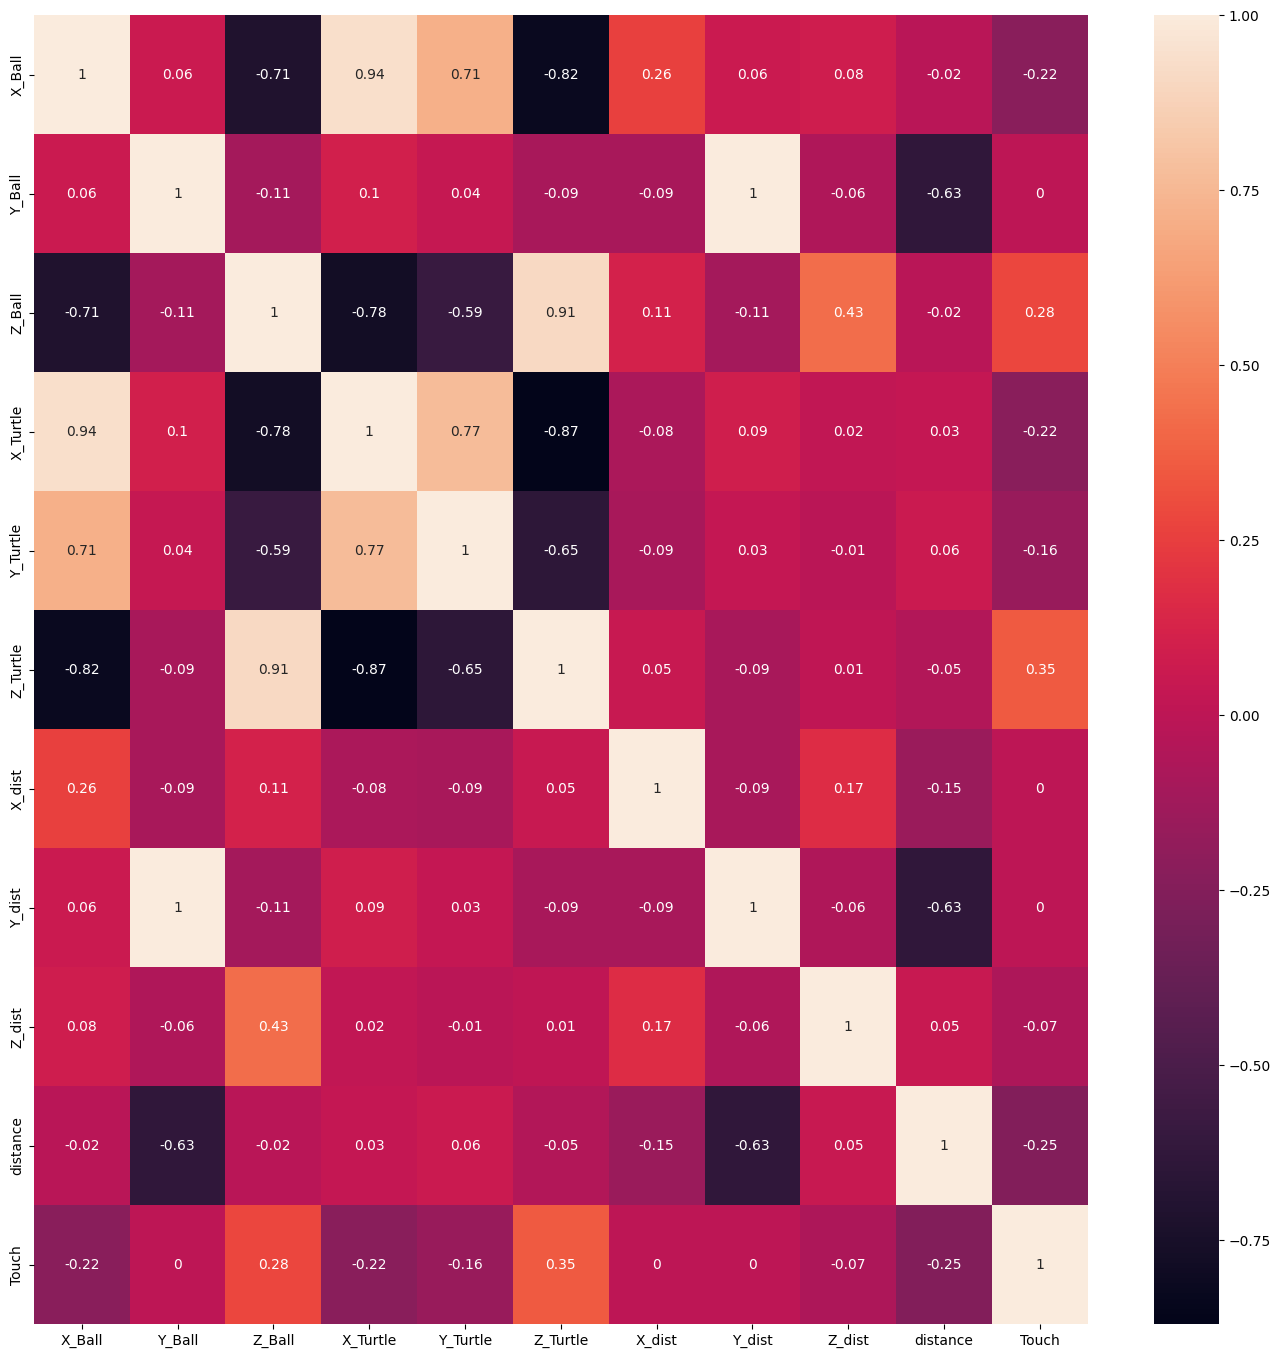 X_Ball 1 0.06 -0.71 0.94 0.71 -0.82 0.26 0.06 0.08 -0.02 -0.22
Y_Ball 0.06 1 -0.11 0.1 0.04 -0.09 -0.09 1 -0.06 -0.63 0
Z_Ball -0.71 -0.11 1 -0.78 -0.59 0.91 0.11 -0.11 0.43 -0.02 0.28
X_Turtle 0.94 0.1 -0.78 1 0.77 -0.87 -0.08 0.09 0.02 0.03 -0.22
Y_Turtle 0.71 0.04 -0.59 0.77 1 -0.65 -0.09 0.03 -0.01 0.06 -0.16
Z_Turtle -0.82 -0.09 0.91 -0.87 -0.65 1 0.05 -0.09 0.01 -0.05 0.35
X_dist 0.26 -0.09 0.11 -0.08 -0.09 0.05 1 -0.09 0.17 -0.15 0
Y_dist 0.06 1 -0.11 0.09 0.03 -0.09 -0.09 1 -0.06 -0.63 0
Z_dist 0.08 -0.06 0.43 0.02 -0.01 0.01 0.17 -0.06 1 0.05 -0.07
distance -0.02 -0.63 -0.02 0.03 0.06 -0.05 -0.15 -0.63 0.05 1 -0.25
Touch -0.22 0 0.28 -0.22 -0.16 0.35 0 0 -0.07 -0.25 1
X_Ball Y_Ball Z_Ball X_Turtle Y_Turtle Z_Turtle X_dist Y_dist Z_dist distance Touch
1.00
0.75
0.50
0.25
0.00
−0.25
−0.50
−0.75